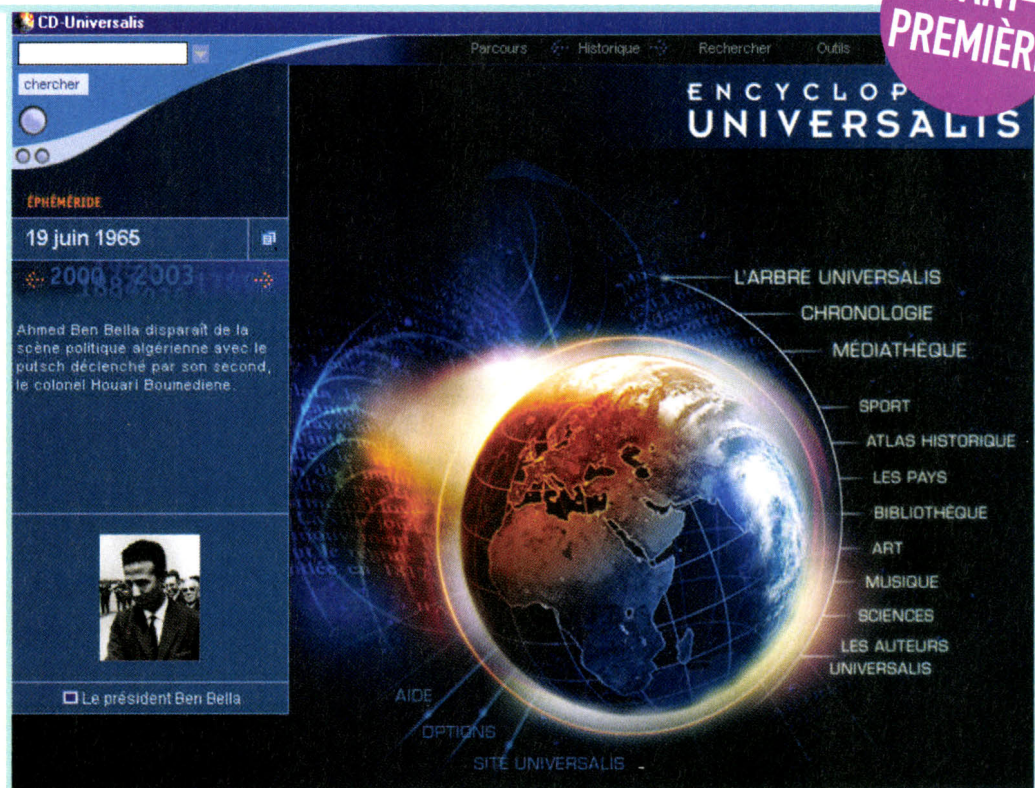 CD-Universalis
PREMIÈR
chercher
Parcours
Historique
Rechercher
Outils
ENCYCLOP
UNIVERSALIS
ÉPHÉMÉRIDE
19 juin 1965
2000 2003
Ahmed Ben Bella disparaît de la
scène politique algérienne avec le
putsch déclenché par son second,
le colonel Houari Boumediene.
Le président Ben Bella
L'ARBRE UNIVERSALIS
CHRONOLOGIE
MÉDIATHÈQUE
SPORT
ATLAS HISTORIQUE
LES PAYS
BIBLIOTHÈQUE
ART
MUSIQUE
SCIENCES
LES AUTEURS
UNIVERSALIS
AIDE
OPTIONS
SITE UNIVERSALIS